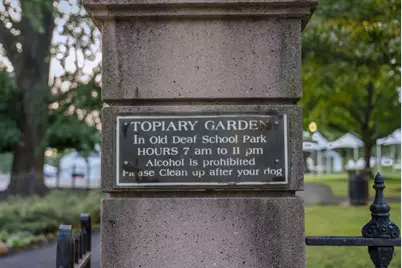 TOPIARY GARDEN
In Old Deaf School Park
HOURS 7 am to 11 pm
Alcohol is prohibited
Please Clean up after your dog